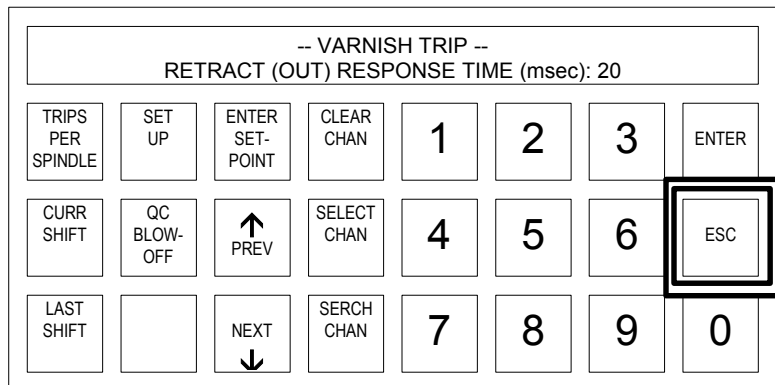 -- VARNISH TRIP --
RETRACT (OUT) RESPONSE TIME (msec): 20
TRIPS
PER
SPINDLE
SET
UP
ENTER
SET-
POINT
CLEAR
CHAN
1
2
3
ENTER
CURR
SHIFT
QC
BLOW-
OFF
PREV
SELECT
CHAN
4
5
6
ESC
LAST
SHIFT
NEXT
SERCH
CHAN
7
8
9
0